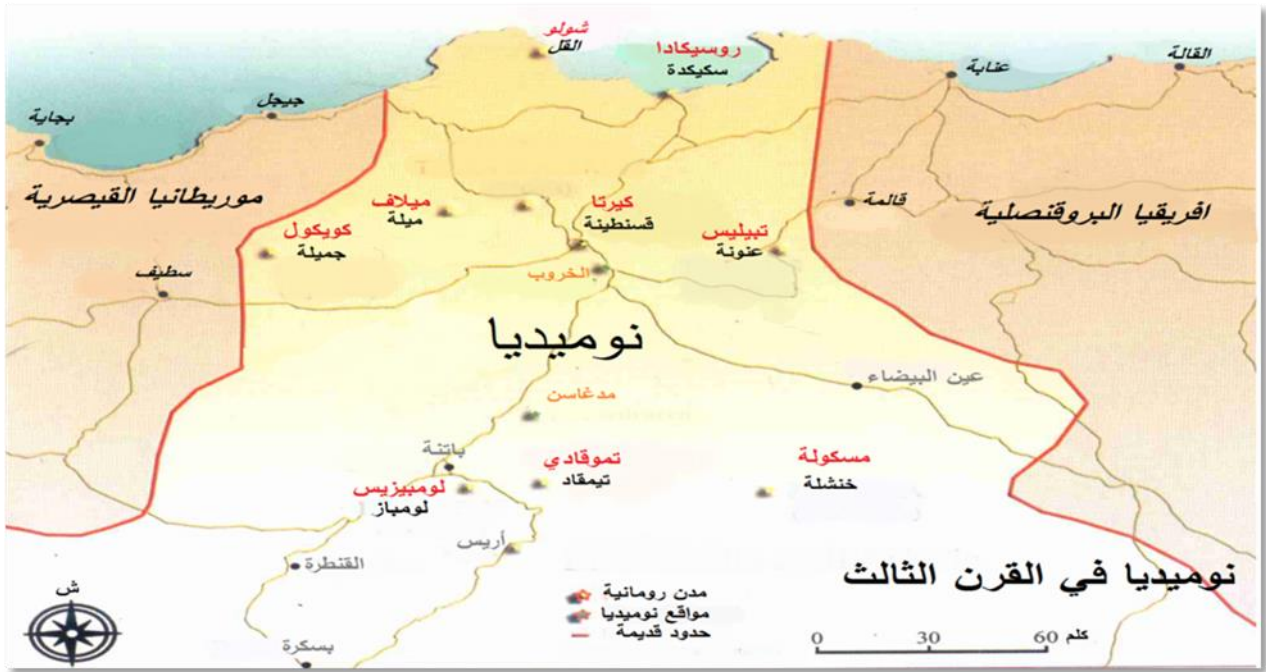 شولو
القل
روسيكادا
سكيكدة
القالة
عنابة
جيجل
بجاية
موريطانيا القيصرية
ميلاف
ميلة
كيرتا
قسنطينة
قالمة
افريقيا البروقنصلية
كويكول
جميلة
تيبيليس
عنونة
سطيف
الخروب
نوميديا
عين البيضاء
مدغاسن
باتنة
تموقادي
تيمقاد
مسكولة
خنشلة
لومبيزيس
لومباز
أريس
القنطرة
نوميديا في القرن الثالث
ش
مدن رومانية
مواقع نوميديا
حدود قديمة
بسكرة
0 30 60 كلم